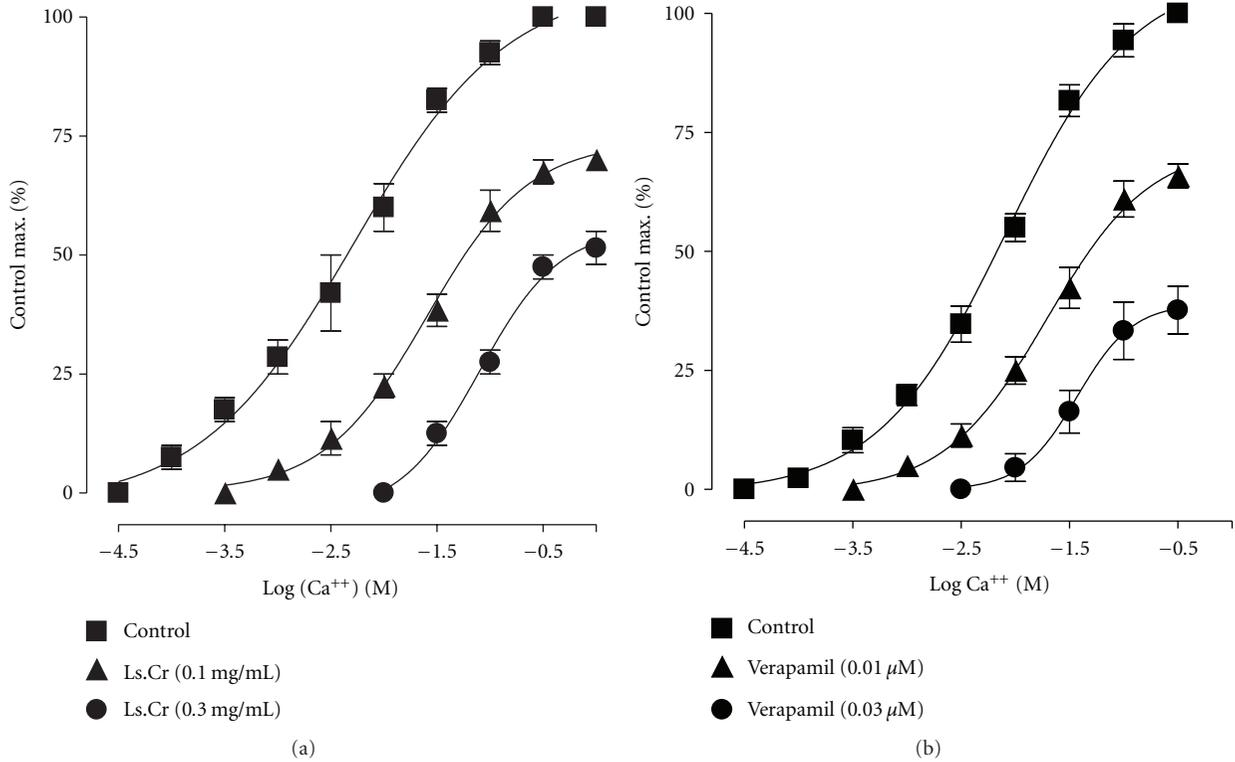 100
75
50
25
0
Control max. (%)
−4.5 −3.5 −2.5 −1.5 −0.5
Log (Ca++) (M)
Control
Ls.Cr (0.1 mg/mL)
Ls.Cr (0.3 mg/mL)
(a)
100
75
50
25
0
Control max. (%)
−4.5 −3.5 −2.5 −1.5 −0.5
Log Ca++ (M)
Control
Verapamil (0.01 μM)
Verapamil (0.03 μM)
(b)